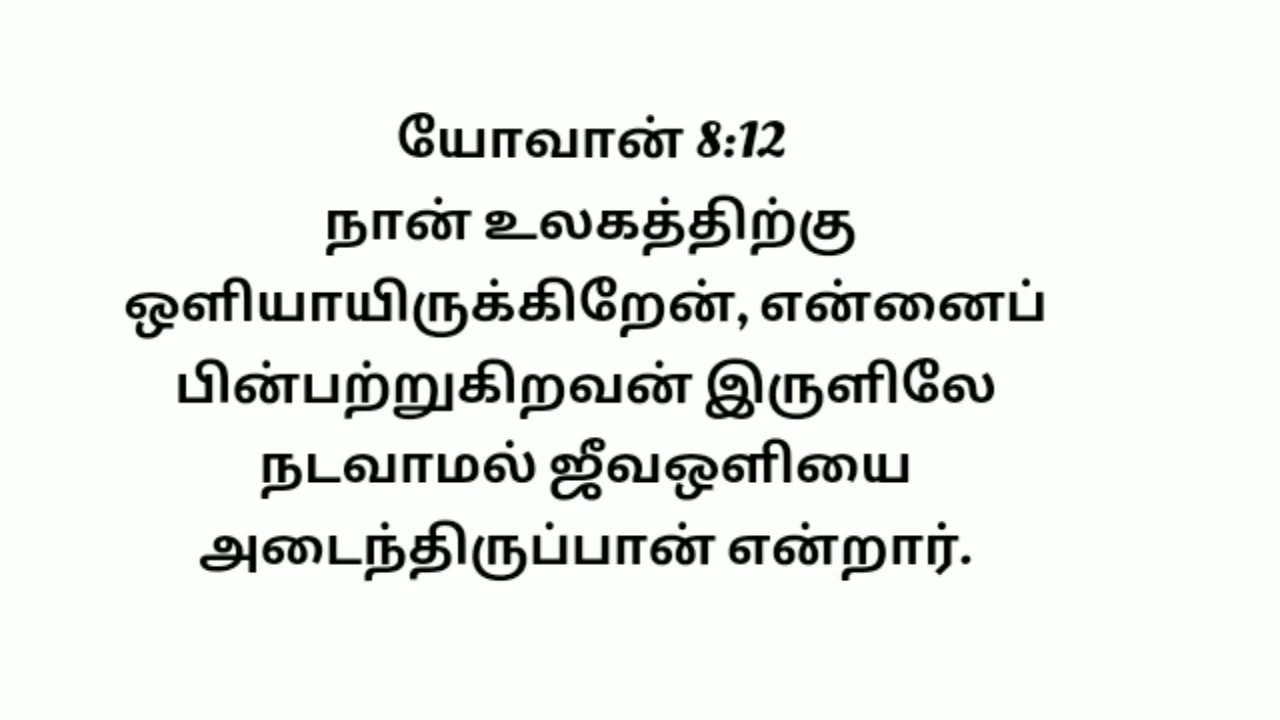 யோவான் 8:12
நான் உலகத்திற்கு
ஒளியாயிருக்கிறேன், என்னைப்
பின்பற்றுகிறவன் இருளிலே
நடவாமல் ஜீவஒளியை
அடைந்திருப்பான் என்றார்.